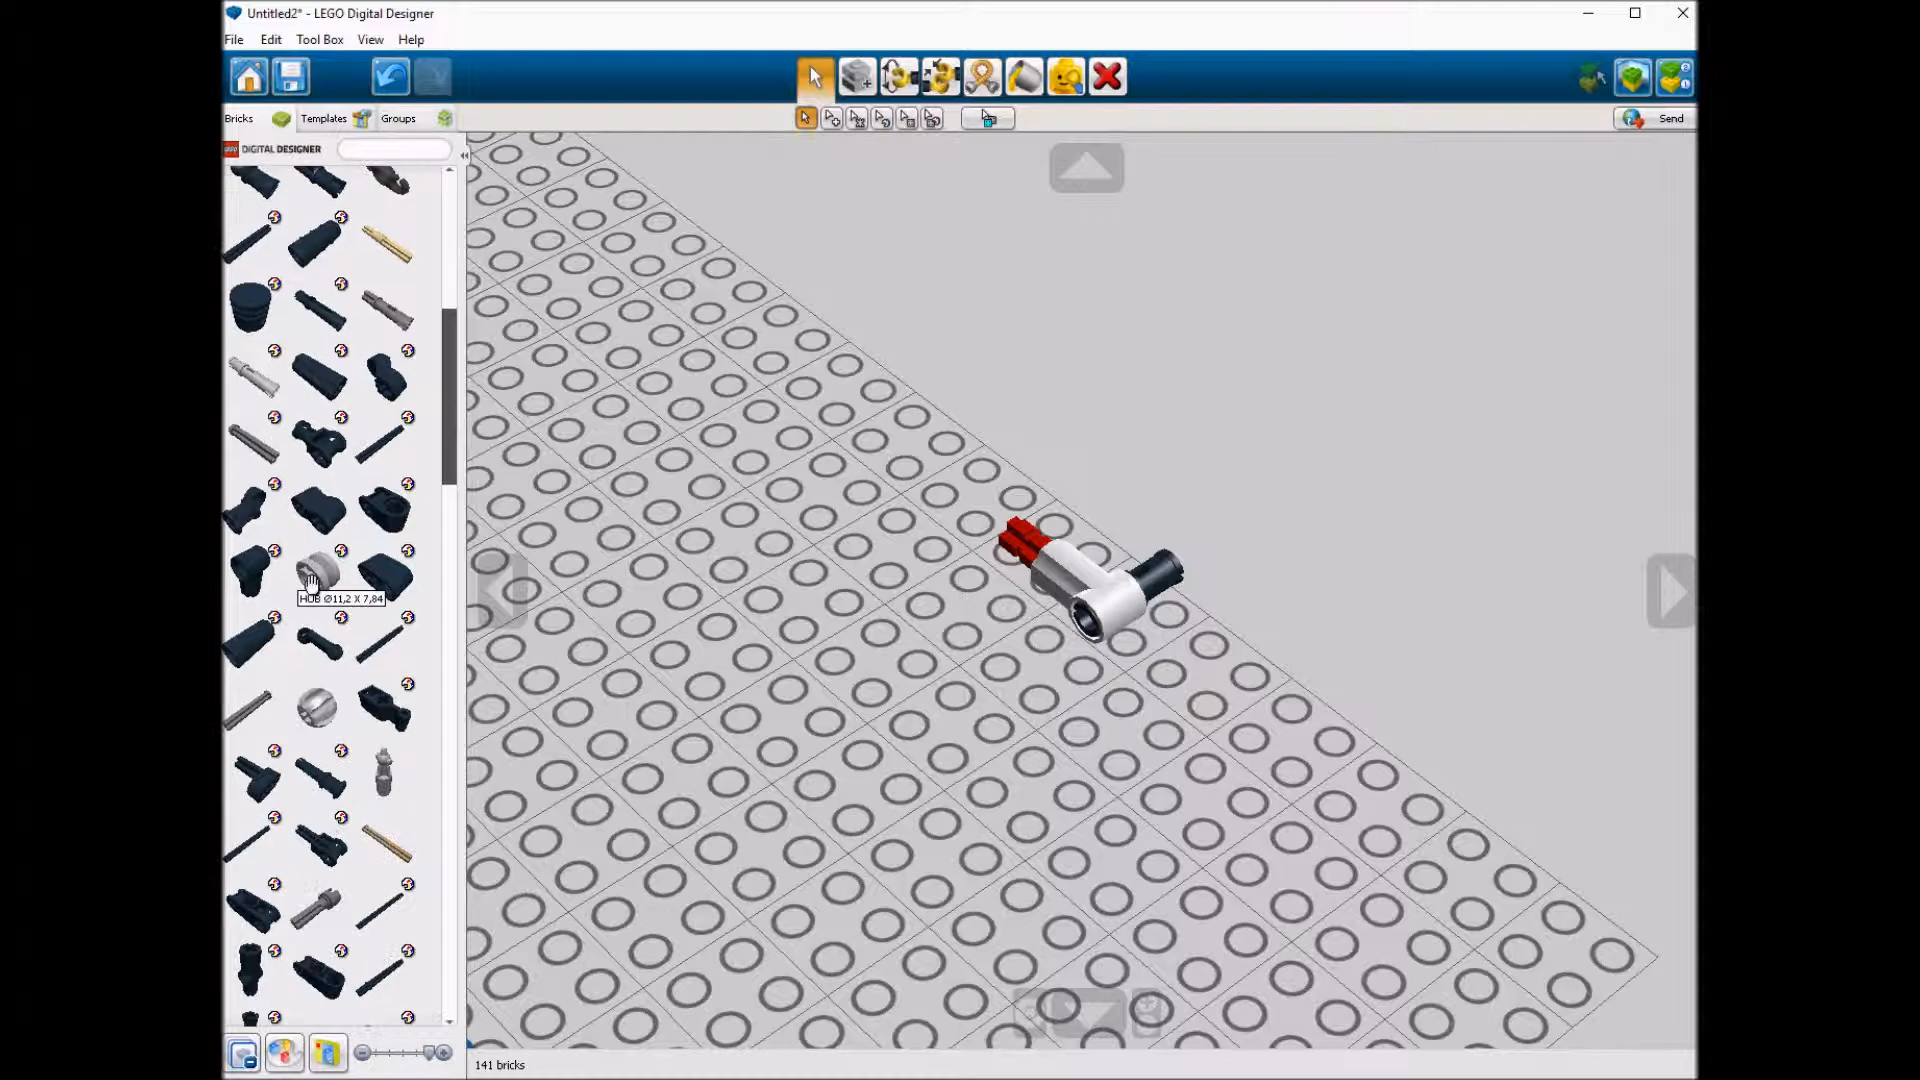 Untitled2* - LEGO Digital Designer
File Edit Tool Box View Help
Bricks Templates Groups
Send
LEGO DIGITAL DESIGNER
HUB Ø11,2 X 7,84
141 bricks